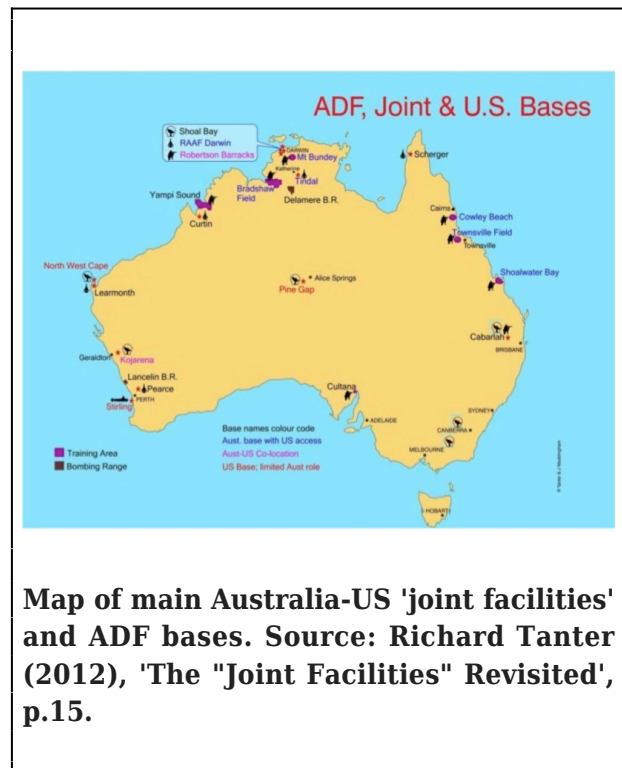 ADF, Joint & U.S. Bases
Shoal Bay
RAAF Darwin
Robertson Barracks
DARWIN
Mt Bundey
Katherine
Tindal
Bradshaw
Field
Delamere B.R.
Yampi Sound
Curtin
Scherger
Cairns
Cowley Beach
Townsville Field
Townsville
North West Cape
Learmonth
Alice Springs
Pine Gap
Shoalwater Bay
Cabarlah
BRISBANE
Geraldton
Kojarena
Lancelin B.R.
Pearce
PERTH
Stirling
Cultana
ADELAIDE
SYDNEY
CANBERRA
MELBOURNE
HOBART
Base names colour code
Aust. base with US access
Aust-US Co-location
US Base; limited Aust role
Training Area
Bombing Range
Map of main Australia-US 'joint facilities'
and ADF bases. Source: Richard Tanter
(2012), 'The "Joint Facilities" Revisited',
p.15.